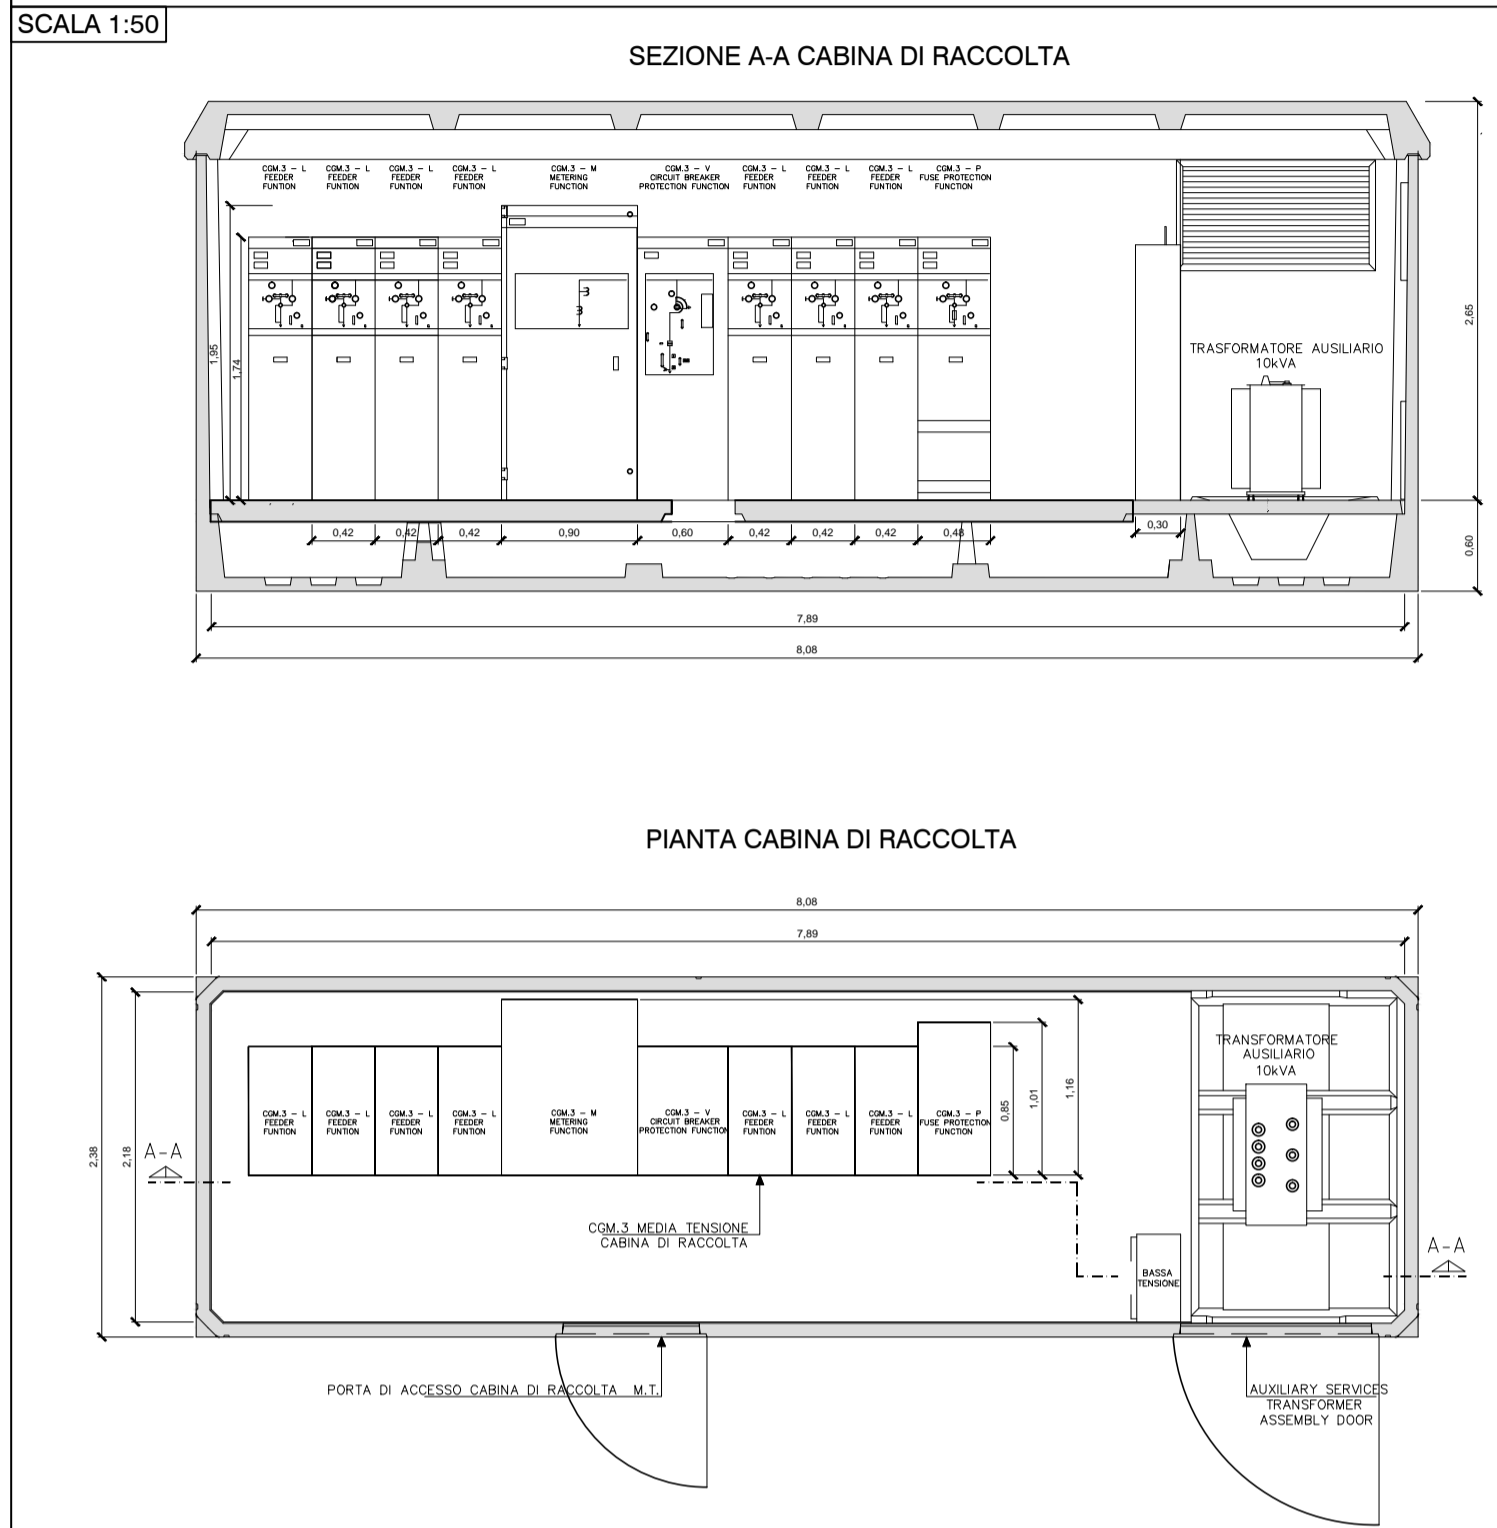 SCALA 1:50
SEZIONE A-A CABINA DI RACCOLTA
CGM.3 - L
FEEDER
FUNTION
CGM.3 - L
FEEDER
FUNTION
CGM.3 - L
FEEDER
FUNTION
CGM.3 - L
FEEDER
FUNTION
CGM.3 - M
METERING
FUNCTION
CGM.3 - V
CIRCUIT BREAKER
PROTECTION FUNCTION
CGM.3 - L
FEEDER
FUNTION
CGM.3 - L
FEEDER
FUNTION
CGM.3 - L
FEEDER
FUNTION
CGM.3 - P
FUSE PROTECTION
FUNCTION
1,95
1,74
TRASFORMATORE AUSILIARIO
10kVA
2,65
0,60
0,42
0,42
0,42
0,90
0,60
0,42
0,42
0,42
0,48
0,30
7,89
8,08
PIANTA CABINA DI RACCOLTA
8,08
7,89
2,38
2,18
A-A
CGM.3 - L
FEEDER
FUNTION
CGM.3 - L
FEEDER
FUNTION
CGM.3 - L
FEEDER
FUNTION
CGM.3 - L
FEEDER
FUNTION
CGM.3 - M
METERING
FUNCTION
CGM.3 - V
CIRCUIT BREAKER
PROTECTION FUNCTION
CGM.3 - L
FEEDER
FUNTION
CGM.3 - L
FEEDER
FUNTION
CGM.3 - L
FEEDER
FUNTION
CGM.3 - P
FUSE PROTECTION
FUNCTION
0,85
1,01
1,16
TRANSFORMATORE
AUSILIARIO
10kVA
CGM.3 MEDIA TENSIONE
CABINA DI RACCOLTA
BASSA
TENSIONE
A-A
PORTA DI ACCESSO CABINA DI RACCOLTA M.T.
AUXILIARY SERVICES
TRANSFORMER
ASSEMBLY DOOR